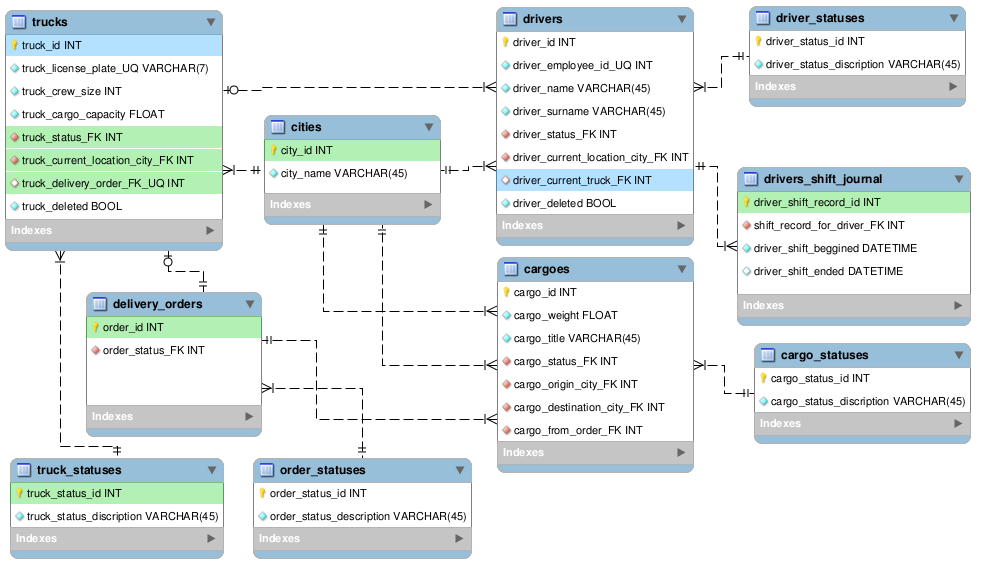 trucks
truck_id INT
truck_license_plate_UQ VARCHAR(7)
truck_crew_size INT
truck_cargo_capacity FLOAT
truck_status_FK INT
truck_current_location_city_FK INT
truck_delivery_order_FK_UQ INT
truck_deleted BOOL
Indexes
cities
city_id INT
city_name VARCHAR(45)
Indexes
drivers
driver_id INT
driver_employee_id_UQ INT
driver_name VARCHAR(45)
driver_surname VARCHAR(45)
driver_status_FK INT
driver_current_location_city_FK INT
driver_current_truck_FK INT
driver_deleted BOOL
Indexes
driver_statuses
driver_status_id INT
driver_status_discription VARCHAR(45)
Indexes
drivers_shift_journal
driver_shift_record_id INT
shift_record_for_driver_FK INT
driver_shift_beggined DATETIME
driver_shift_ended DATETIME
Indexes
delivery_orders
order_id INT
order_status_FK INT
Indexes
cargoes
cargo_id INT
cargo_weight FLOAT
cargo_title VARCHAR(45)
cargo_status_FK INT
cargo_origin_city_FK INT
cargo_destination_city_FK INT
cargo_from_order_FK INT
Indexes
cargo_statuses
cargo_status_id INT
cargo_status_discription VARCHAR(45)
Indexes
truck_statuses
truck_status_id INT
truck_status_discription VARCHAR(45)
Indexes
order_statuses
order_status_id INT
order_status_description VARCHAR(45)
Indexes